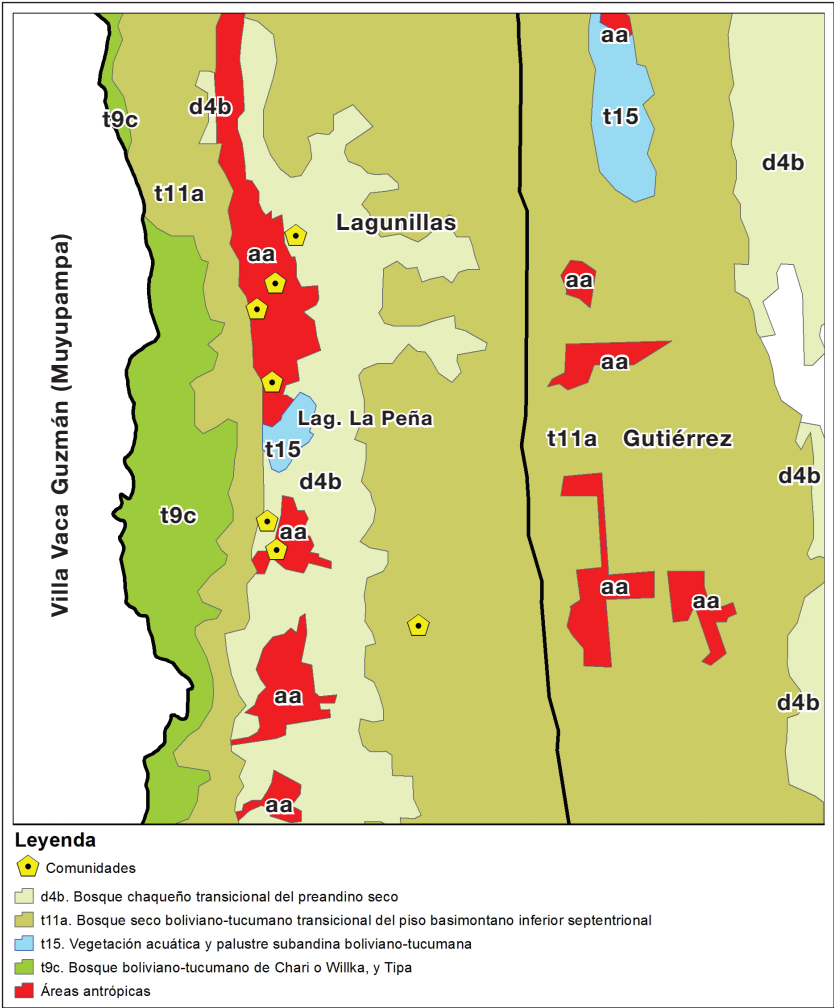 aa
t15
t9c
d4b
d4b
t11a
Lagunillas
aa
aa
aa
Lag. La Peña
t15
t11a
Gutiérrez
d4b
d4b
t9c
aa
Villa Vaca Guzmán (Muyupampa)
aa
aa
aa
d4b
aa
Leyenda
Comunidades
d4b. Bosque chaqueño transicional del preandino seco
t11a. Bosque seco boliviano-tucumano transicional del piso basimontano inferior septentrional
t15. Vegetación acuática y palustre subandina boliviano-tucumana
t9c. Bosque boliviano-tucumano de Chari o Willka, y Tipa
Áreas antrópicas